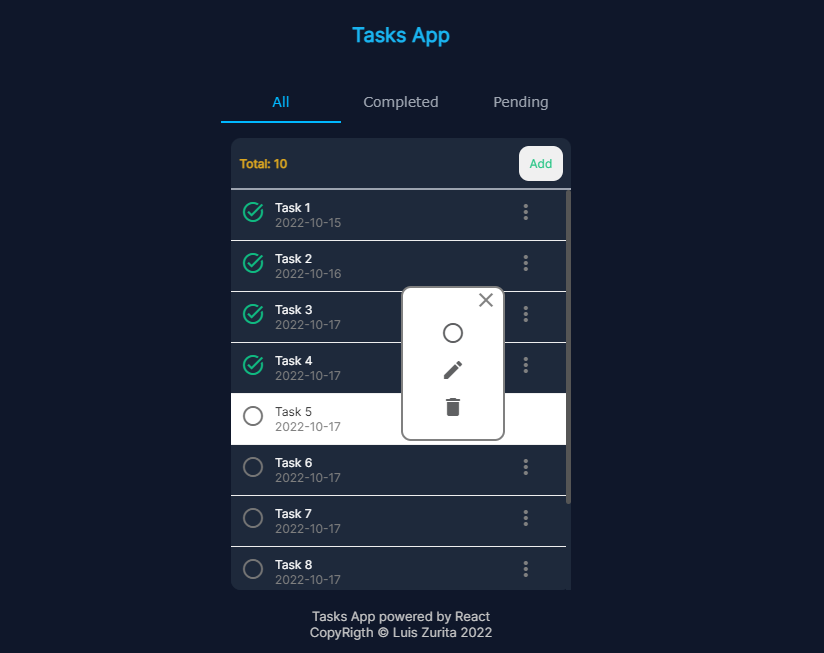 Tasks App
All Completed Pending
Total: 10 Add
Task 1
2022-10-15
Task 2
2022-10-16
Task 3
2022-10-17
Task 4
2022-10-17
Task 5
2022-10-17
Task 6
2022-10-17
Task 7
2022-10-17
Task 8
2022-10-17
Tasks App powered by React
CopyRigth © Luis Zurita 2022